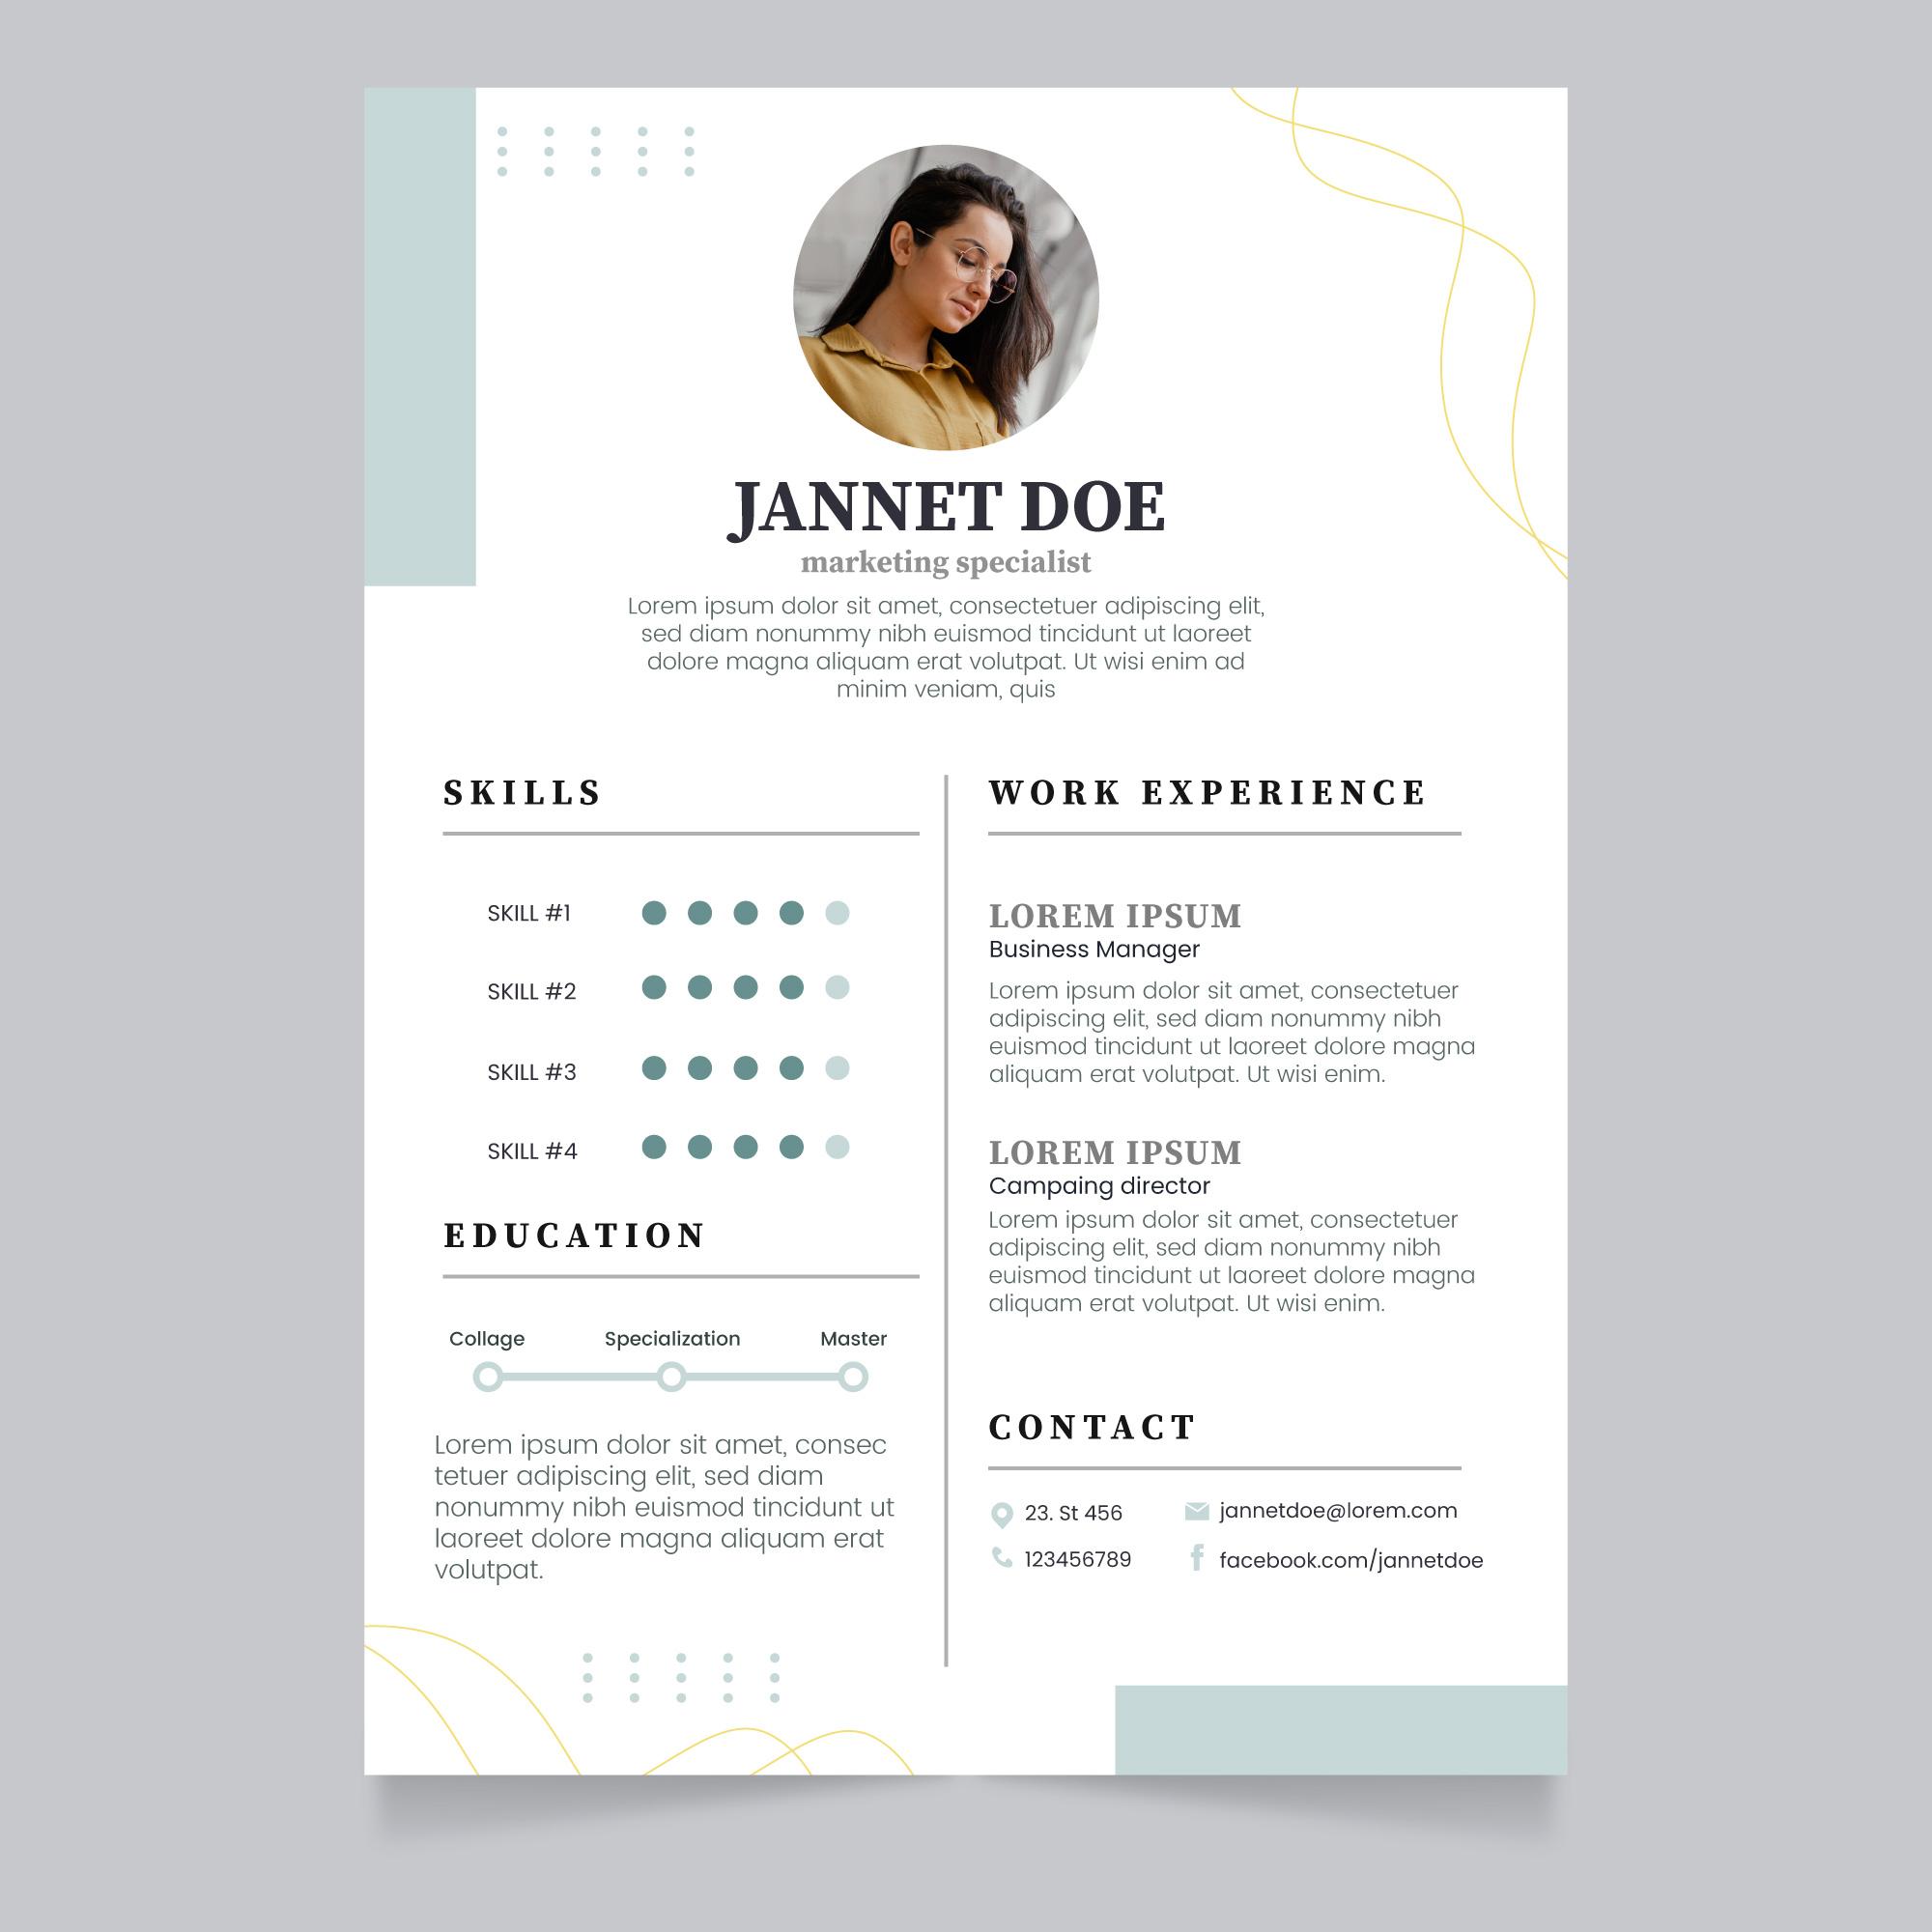 JANNET DOE
marketing specialist
Lorem ipsum dolor sit amet, consectetuer adipiscing elit,
sed diam nonummy nibh euismod tincidunt ut laoreet
dolore magna aliquam erat volutpat. Ut wisi enim ad
minim veniam, quis
SKILLS
SKILL #1
SKILL #2
SKILL #3
SKILL #4
EDUCATION
Collage Specialization Master
Lorem ipsum dolor sit amet, consec
tetuer adipiscing elit, sed diam
nonummy nibh euismod tincidunt ut
laoreet dolore magna aliquam erat
volutpat.
WORK EXPERIENCE
LOREM IPSUM
Business Manager
Lorem ipsum dolor sit amet, consectetuer
adipiscing elit, sed diam nonummy nibh
euismod tincidunt ut laoreet dolore magna
aliquam erat volutpat. Ut wisi enim.
LOREM IPSUM
Campaing director
Lorem ipsum dolor sit amet, consectetuer
adipiscing elit, sed diam nonummy nibh
euismod tincidunt ut laoreet dolore magna
aliquam erat volutpat. Ut wisi enim.
CONTACT
23. St 456 jannetdoe@lorem.com
123456789 facebook.com/jannetdoe